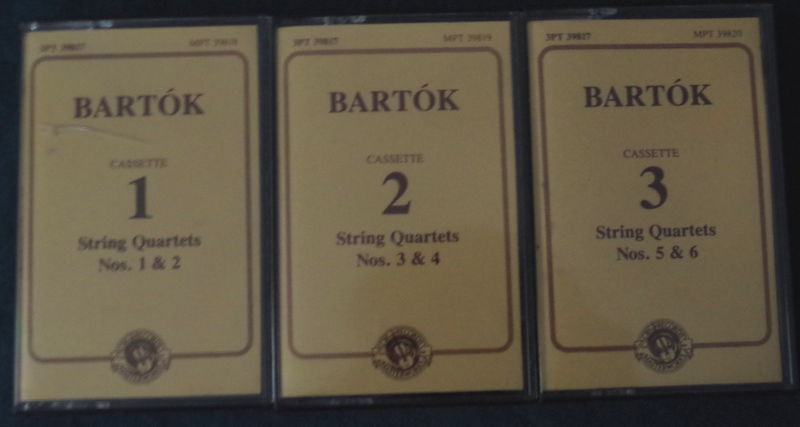 3PT 39817 MPT 39818
BARTÓK
CASSETTE
1
String Quartets
Nos. 1 & 2
3PT 39817 MPT 39819
BARTÓK
CASSETTE
2
String Quartets
Nos. 3 & 4
3PT 39817 MPT 39820
BARTÓK
CASSETTE
3
String Quartets
Nos. 5 & 6